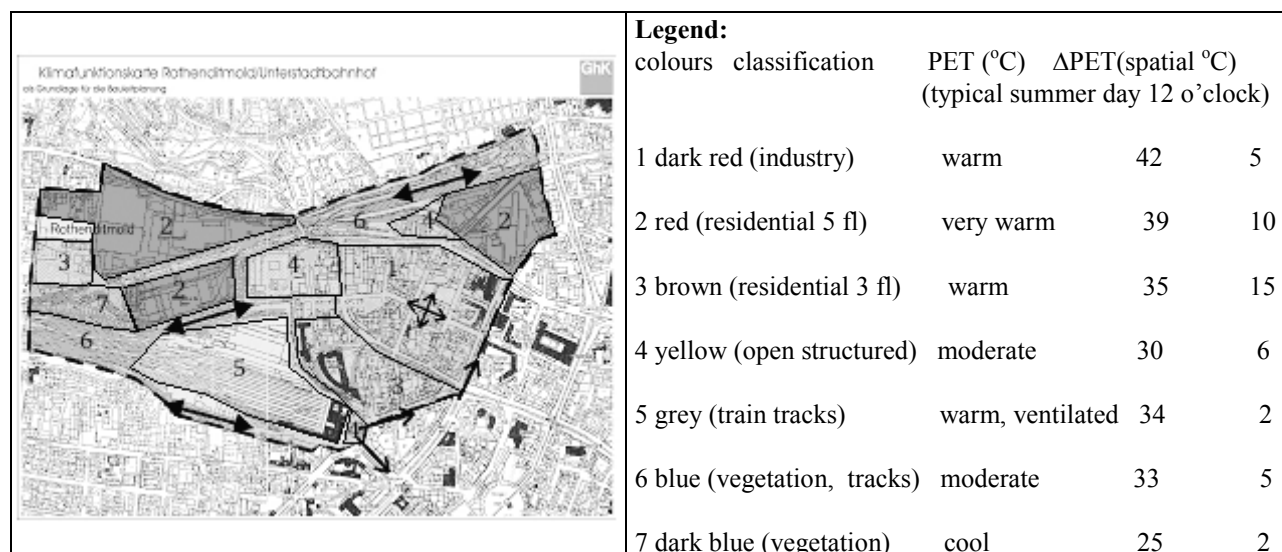 Klimafunktionskarte Rothenditmold/Unterstadtbahnhof
als Grundlage für die Bauleitplanung
GhK
2
6
4
2
Rothenditmold
3
4
1
2
7
6
5
3
1
Legend:
colours classification PET (°C) ΔPET(spatial °C)
(typical summer day 12 o’clock)
1 dark red (industry) warm 42 5
2 red (residential 5 fl) very warm 39 10
3 brown (residential 3 fl) warm 35 15
4 yellow (open structured) moderate 30 6
5 grey (train tracks) warm, ventilated 34 2
6 blue (vegetation, tracks) moderate 33 5
7 dark blue (vegetation) cool 25 2